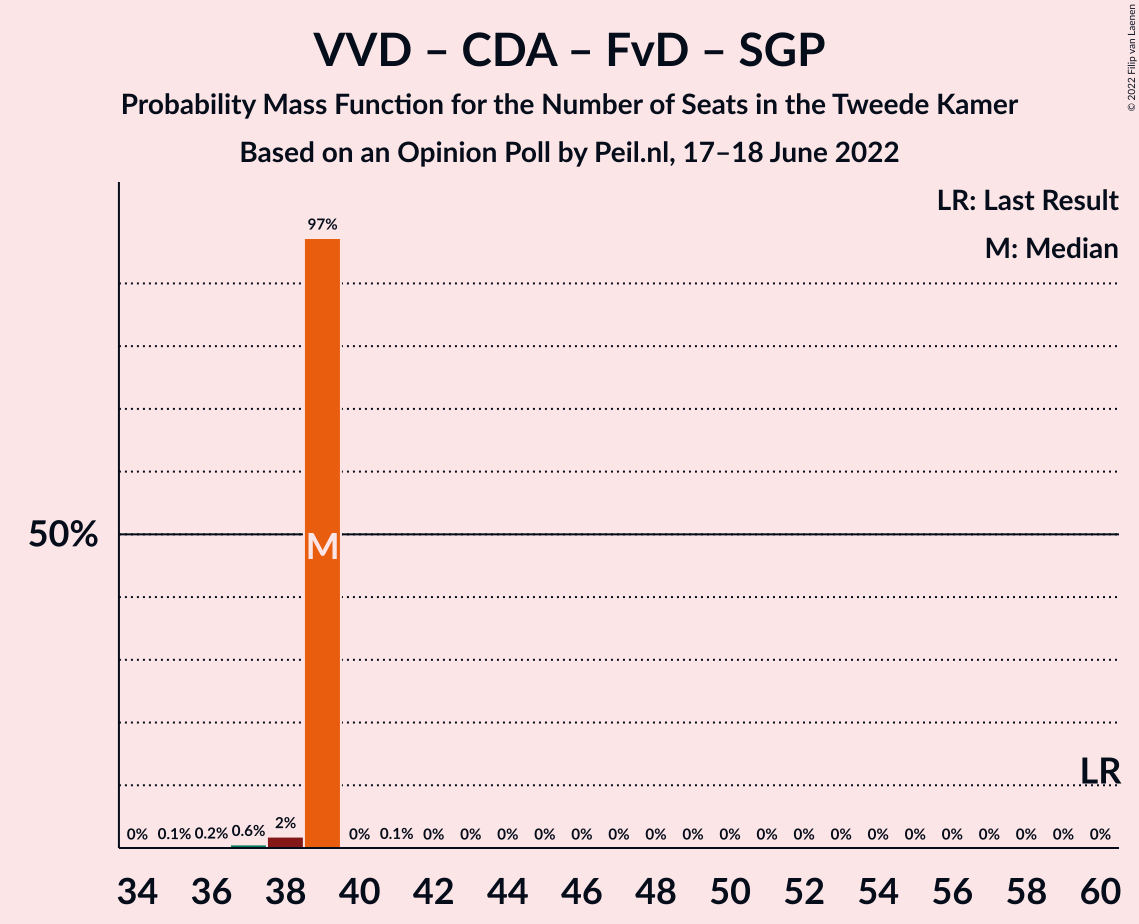 VVD – CDA – FvD – SGP
Probability Mass Function for the Number of Seats in the Tweede Kamer
Based on an Opinion Poll by Peil.nl, 17–18 June 2022
© 2022 Filip van Laenen
LR: Last Result
M: Median
97%
50%
M
LR
0% 0.1% 0.2% 0.6% 2% 0% 0.1% 0% 0% 0% 0% 0% 0% 0% 0% 0% 0% 0% 0% 0% 0% 0% 0% 0% 0% 0%
34 36 38 40 42 44 46 48 50 52 54 56 58 60